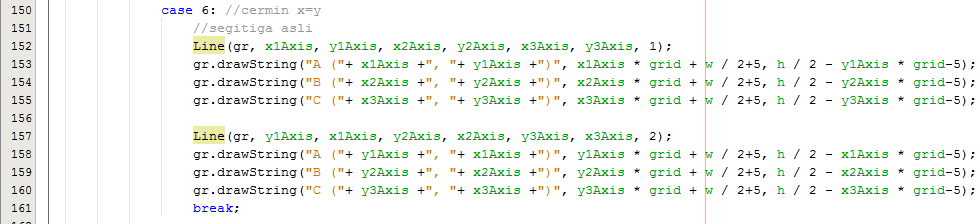 150 case 6: //cermin x=y
151 //segitiga asli
152 Line(gr, x1Axis, y1Axis, x2Axis, y2Axis, x3Axis, y3Axis, 1);
153 gr.drawString("A ("+ x1Axis +", "+ y1Axis +")", x1Axis * grid + w / 2+5, h / 2 - y1Axis * grid-5);
154 gr.drawString("B ("+ x2Axis +", "+ y2Axis +")", x2Axis * grid + w / 2+5, h / 2 - y2Axis * grid-5);
155 gr.drawString("C ("+ x3Axis +", "+ y3Axis +")", x3Axis * grid + w / 2+5, h / 2 - y3Axis * grid-5);
156
157 Line(gr, y1Axis, x1Axis, y2Axis, x2Axis, y3Axis, x3Axis, 2);
158 gr.drawString("A ("+ y1Axis +", "+ x1Axis +")", y1Axis * grid + w / 2+5, h / 2 - x1Axis * grid-5);
159 gr.drawString("B ("+ y2Axis +", "+ x2Axis +")", y2Axis * grid + w / 2+5, h / 2 - x2Axis * grid-5);
160 gr.drawString("C ("+ y3Axis +", "+ x3Axis +")", y3Axis * grid + w / 2+5, h / 2 - x3Axis * grid-5);
161 break;